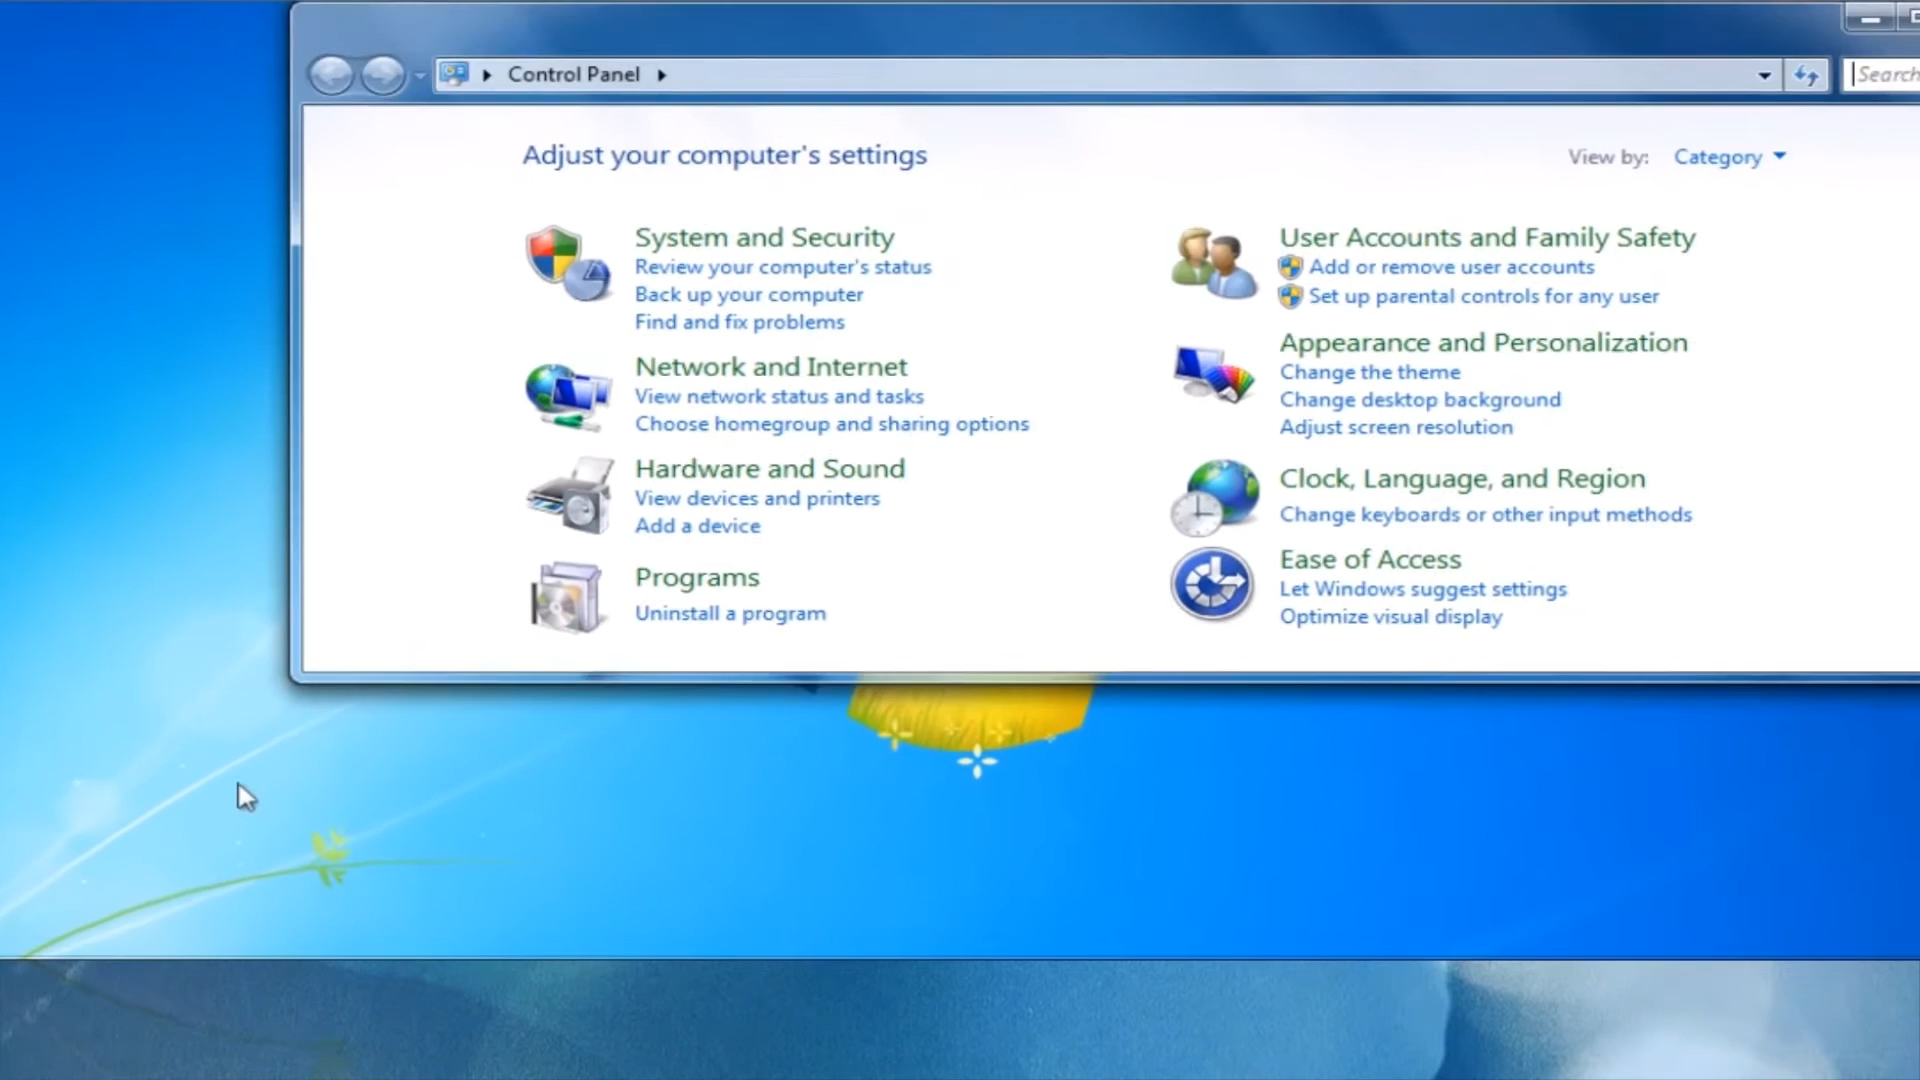 Control Panel
Search
Adjust your computer's settings
View by: Category
System and Security
Review your computer's status
Back up your computer
Find and fix problems
Network and Internet
View network status and tasks
Choose homegroup and sharing options
Hardware and Sound
View devices and printers
Add a device
Programs
Uninstall a program
User Accounts and Family Safety
Add or remove user accounts
Set up parental controls for any user
Appearance and Personalization
Change the theme
Change desktop background
Adjust screen resolution
Clock, Language, and Region
Change keyboards or other input methods
Ease of Access
Let Windows suggest settings
Optimize visual display